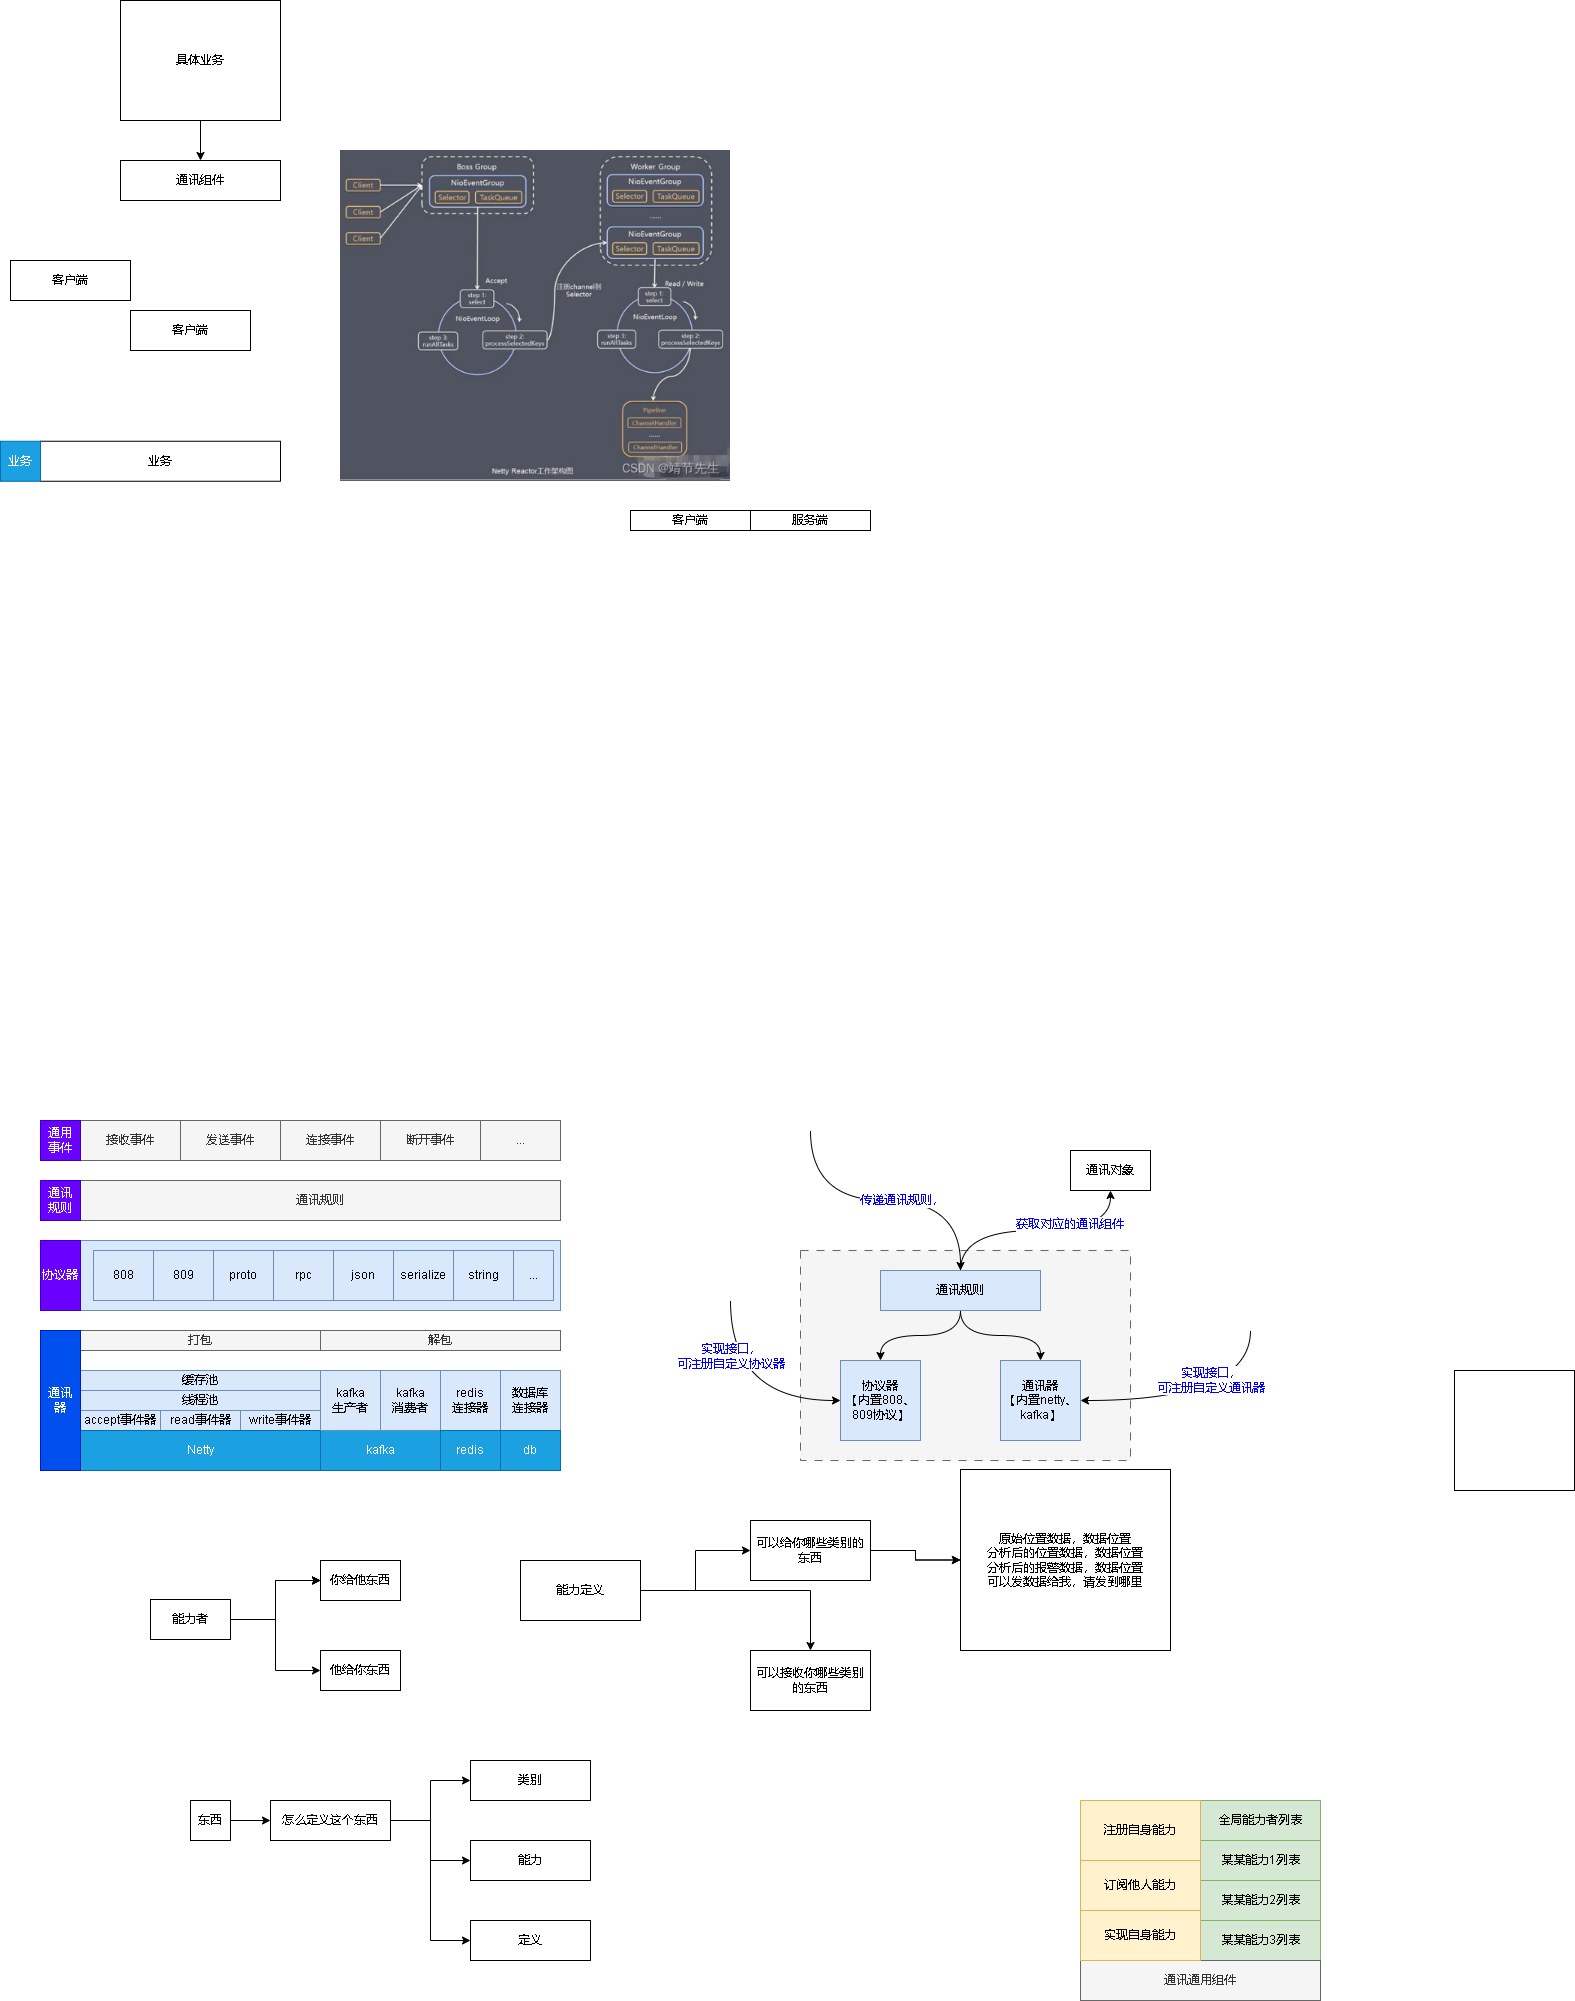 具体业务
通讯组件
客户端
客户端
业务
业务
Boss Group
NioEventGroup
Selector
TaskQueue
Client
Client
Client
Worker Group
NioEventGroup
Selector
TaskQueue
......
NioEventGroup
Selector
TaskQueue
Accept
step 1:
select
NioEventLoop
step 3:
runAllTasks
step 2:
processSelectedKeys
注册channel到
Selector
Read / Write
step 1:
select
NioEventLoop
step 3:
runAllTasks
step 2:
processSelectedKeys
Pipeline
ChannelHandler
......
ChannelHandler
Netty Reactor工作架构图
CSDN @靖节先生
客户端
服务端
通用
事件
接收事件
发送事件
连接事件
断开事件
...
通讯
规则
通讯规则
协议器
808
809
proto
rpc
json
serialize
string
...
通讯
器
打包
解包
缓存池
线程池
accept事件器
read事件器
write事件器
kafka
生产者
kafka
消费者
redis
连接器
数据库
连接器
Netty
kafka
redis
db
传递通讯规则，
通讯对象
获取对应的通讯组件
通讯规则
实现接口，
可注册自定义协议器
协议器
【内置808、
809协议】
通讯器
【内置netty、
kafka】
实现接口，
可注册自定义通讯器
能力者
你给他东西
他给你东西
能力定义
可以给你哪些类别的
东西
可以接收你哪些类别
的东西
原始位置数据，数据位置
分析后的位置数据，数据位置
分析后的报警数据，数据位置
可以发数据给我，请发到哪里
东西
怎么定义这个东西
类别
能力
定义
注册自身能力
订阅他人能力
实现自身能力
全局能力者列表
某某能力1列表
某某能力2列表
某某能力3列表
通讯通用组件